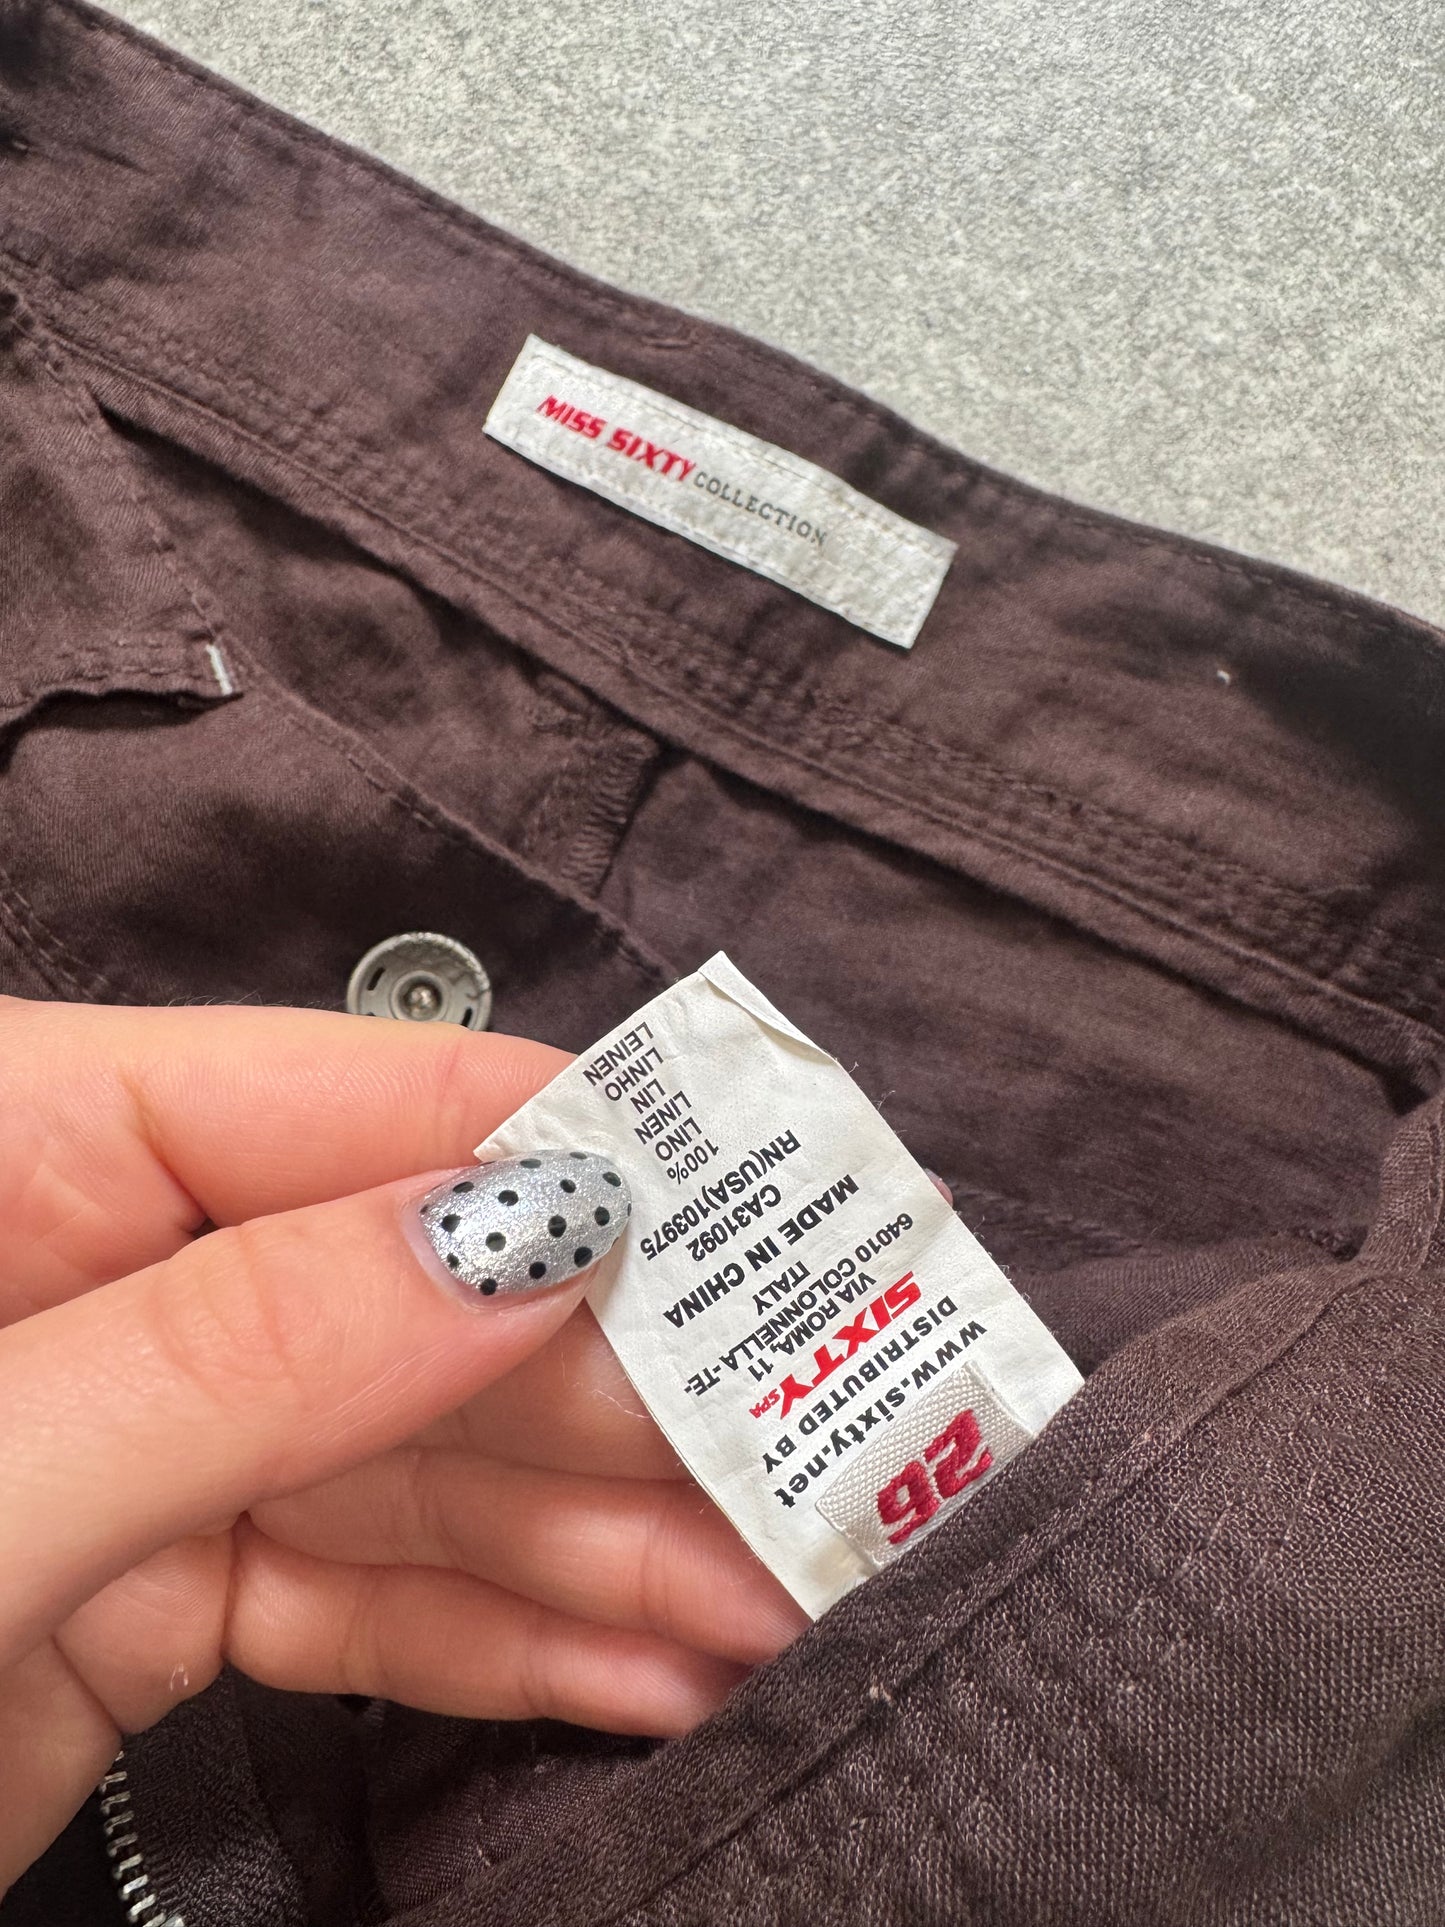 MISS SIXTY COLLECTION
26
www.sixty.net
DISTRIBUTED BY
SIXTY SPA
VIA ROMA, 11
64010 COLONNELLA -TE-
ITALY
MADE IN CHINA
CA31092
RN(USA)103975
100%
LINO
LINEN
LIN
LINHO
LEINEN